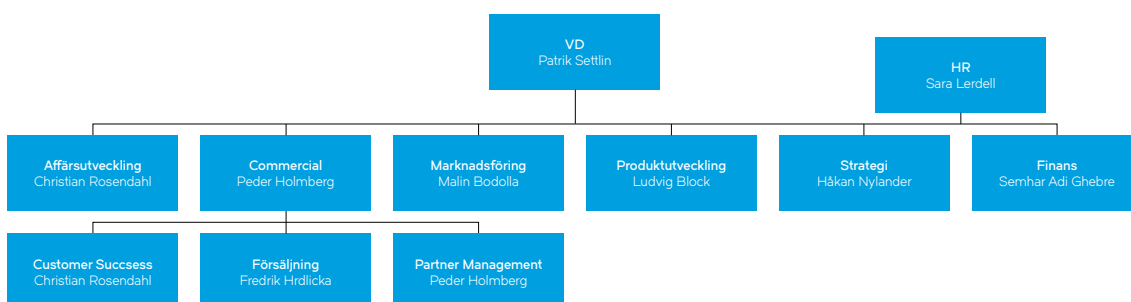 VD
Patrik Settlin
HR
Sara Lerdell
Affärsutveckling
Christian Rosendahl
Commercial
Peder Holmberg
Marknadsföring
Malin Bodolla
Produktutveckling
Ludvig Block
Strategi
Håkan Nylander
Finans
Semhar Adi Ghebre
Customer Succsess
Christian Rosendahl
Försäljning
Fredrik Hrdlicka
Partner Management
Peder Holmberg